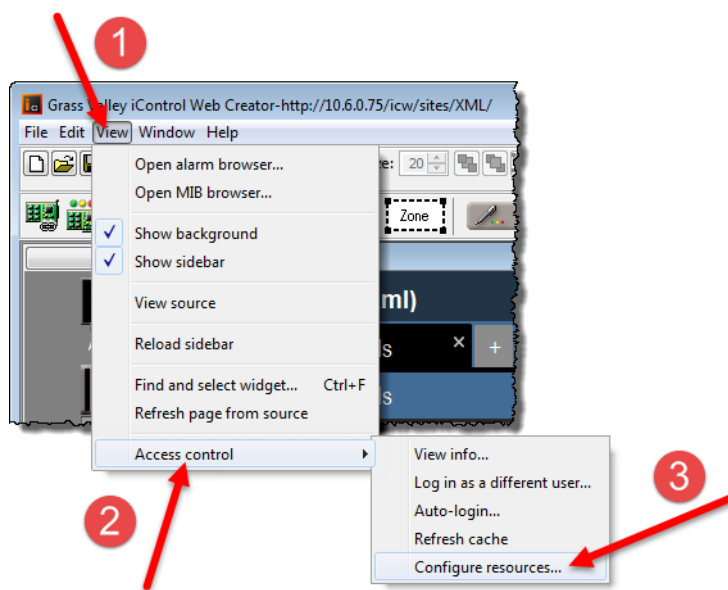 1
Grass Valley iControl Web Creator-http://10.6.0.75/icw/sites/XML/
File Edit View Window Help
Open alarm browser...
20
Open MIB browser...
Zone
Show background
Show sidebar
View source
ml)
Reload sidebar
ls
×
+
Find and select widget... Ctrl+F
ls
Refresh page from source
Access control
View info...
Log in as a different user...
3
2
Auto-login...
Refresh cache
Configure resources...